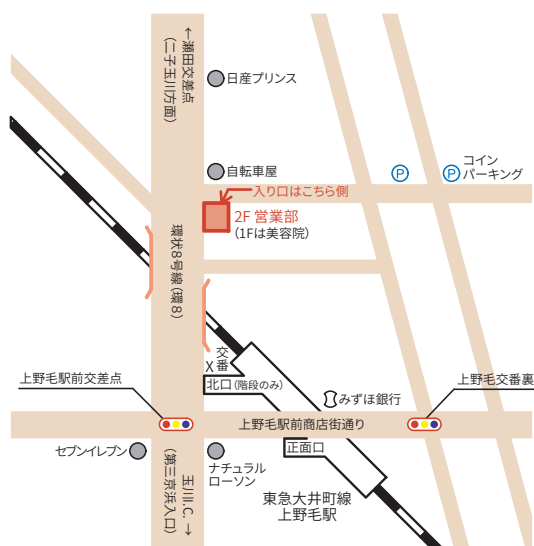 ←瀬田交差点
(二子玉川方面)
日産プリンス
自転車屋
コイン
パーキング
P
P
入り口はこちら側
2F 営業部
(1Fは美容院)
環状8号線(環8)
交番
X
北口(階段のみ)
上野毛駅前交差点
みずほ銀行
上野毛交番裏
上野毛駅前商店街通り
セブンイレブン
ナチュラル
ローソン
正面口
玉川I.C.→
(第三京浜入口)
東急大井町線
上野毛駅